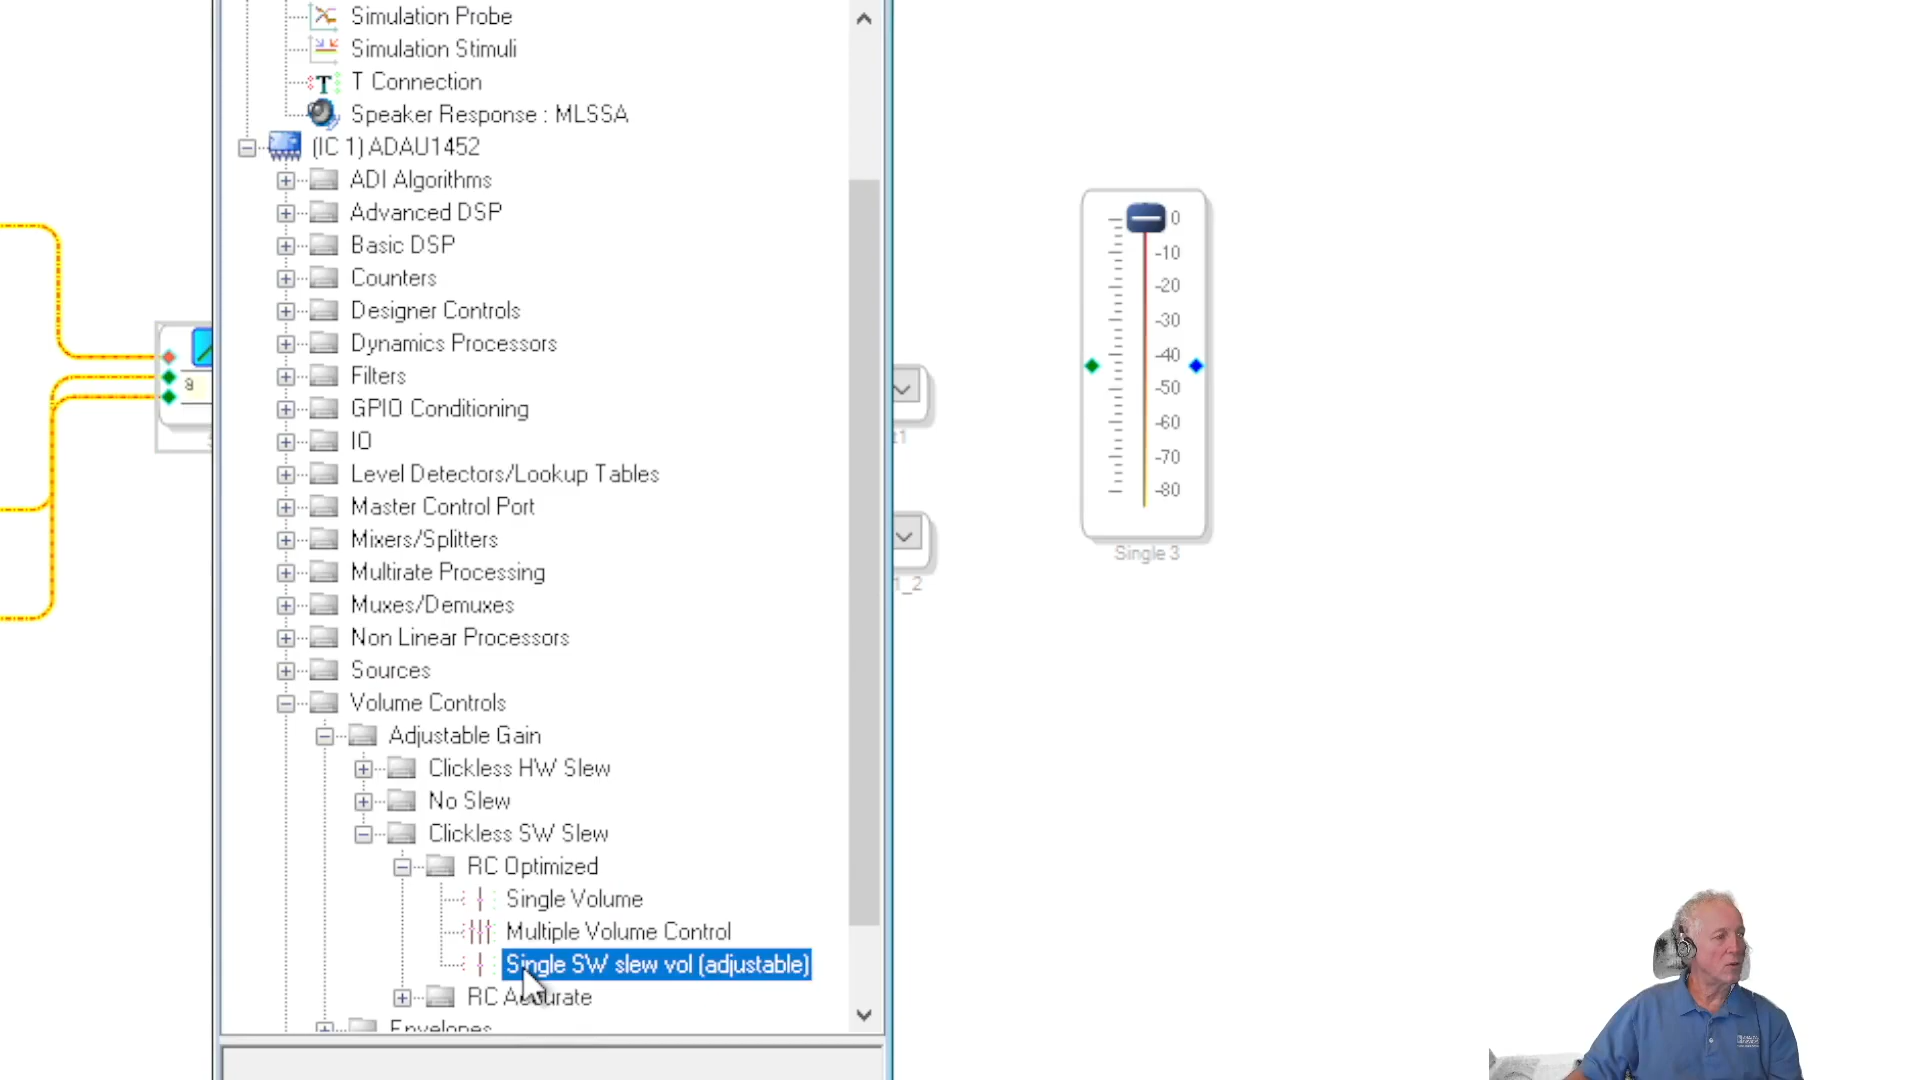 Simulation Probe
Simulation Stimuli
T Connection
Speaker Response : MLSSA
(IC 1) ADAU1452
ADI Algorithms
Advanced DSP
Basic DSP
Counters
Designer Controls
Dynamics Processors
Filters
GPIO Conditioning
IO
Level Detectors/Lookup Tables
Master Control Port
Mixers/Splitters
Multirate Processing
Muxes/Demuxes
Non Linear Processors
Sources
Volume Controls
Adjustable Gain
Clickless HW Slew
No Slew
Clickless SW Slew
RC Optimized
Single Volume
Multiple Volume Control
Single SW slew vol (adjustable)
RC Accurate
Envelopes
0
-10
-20
-30
-40
-50
-60
-70
-80
Single 3
1_2